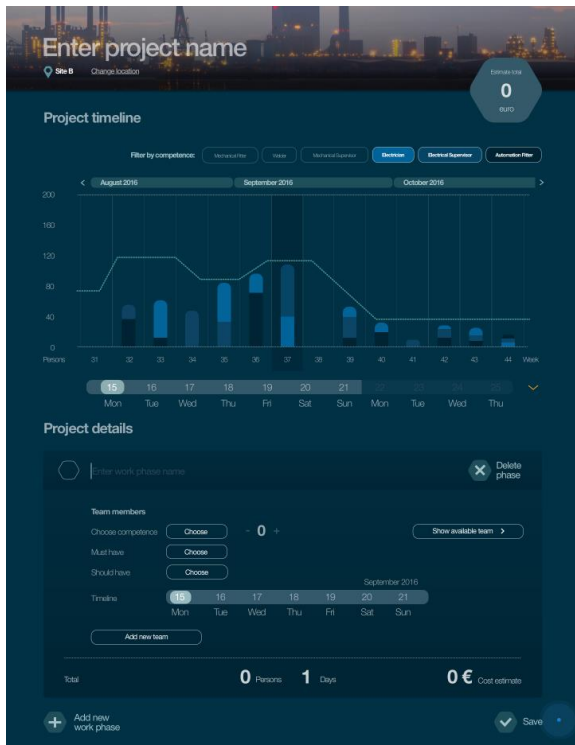 Enter project name
Site B Change location
Estimate total
0
euro
Project timeline
Filter by competence: Mechanical Fitter Welder Mechanical Supervisor Electrician Electrical Supervisor Automation Fitter
< August 2016 September 2016 October 2016 >
200
160
120
80
40
0
Persons 31 32 33 34 35 36 37 38 39 40 41 42 43 44 Week
15 16 17 18 19 20 21 22 23 24 25
Mon Tue Wed Thu Fri Sat Sun Mon Tue Wed Thu
Project details
Enter work phase name
Delete
phase
Team members
Choose competence Choose - 0 + Show available team >
Must have Choose
Should have Choose
September 2016
Timeline 15 16 17 18 19 20 21
Mon Tue Wed Thu Fri Sat Sun
Add new team
Total 0 Persons 1 Days 0 € Cost estimate
Add new
work phase
Save